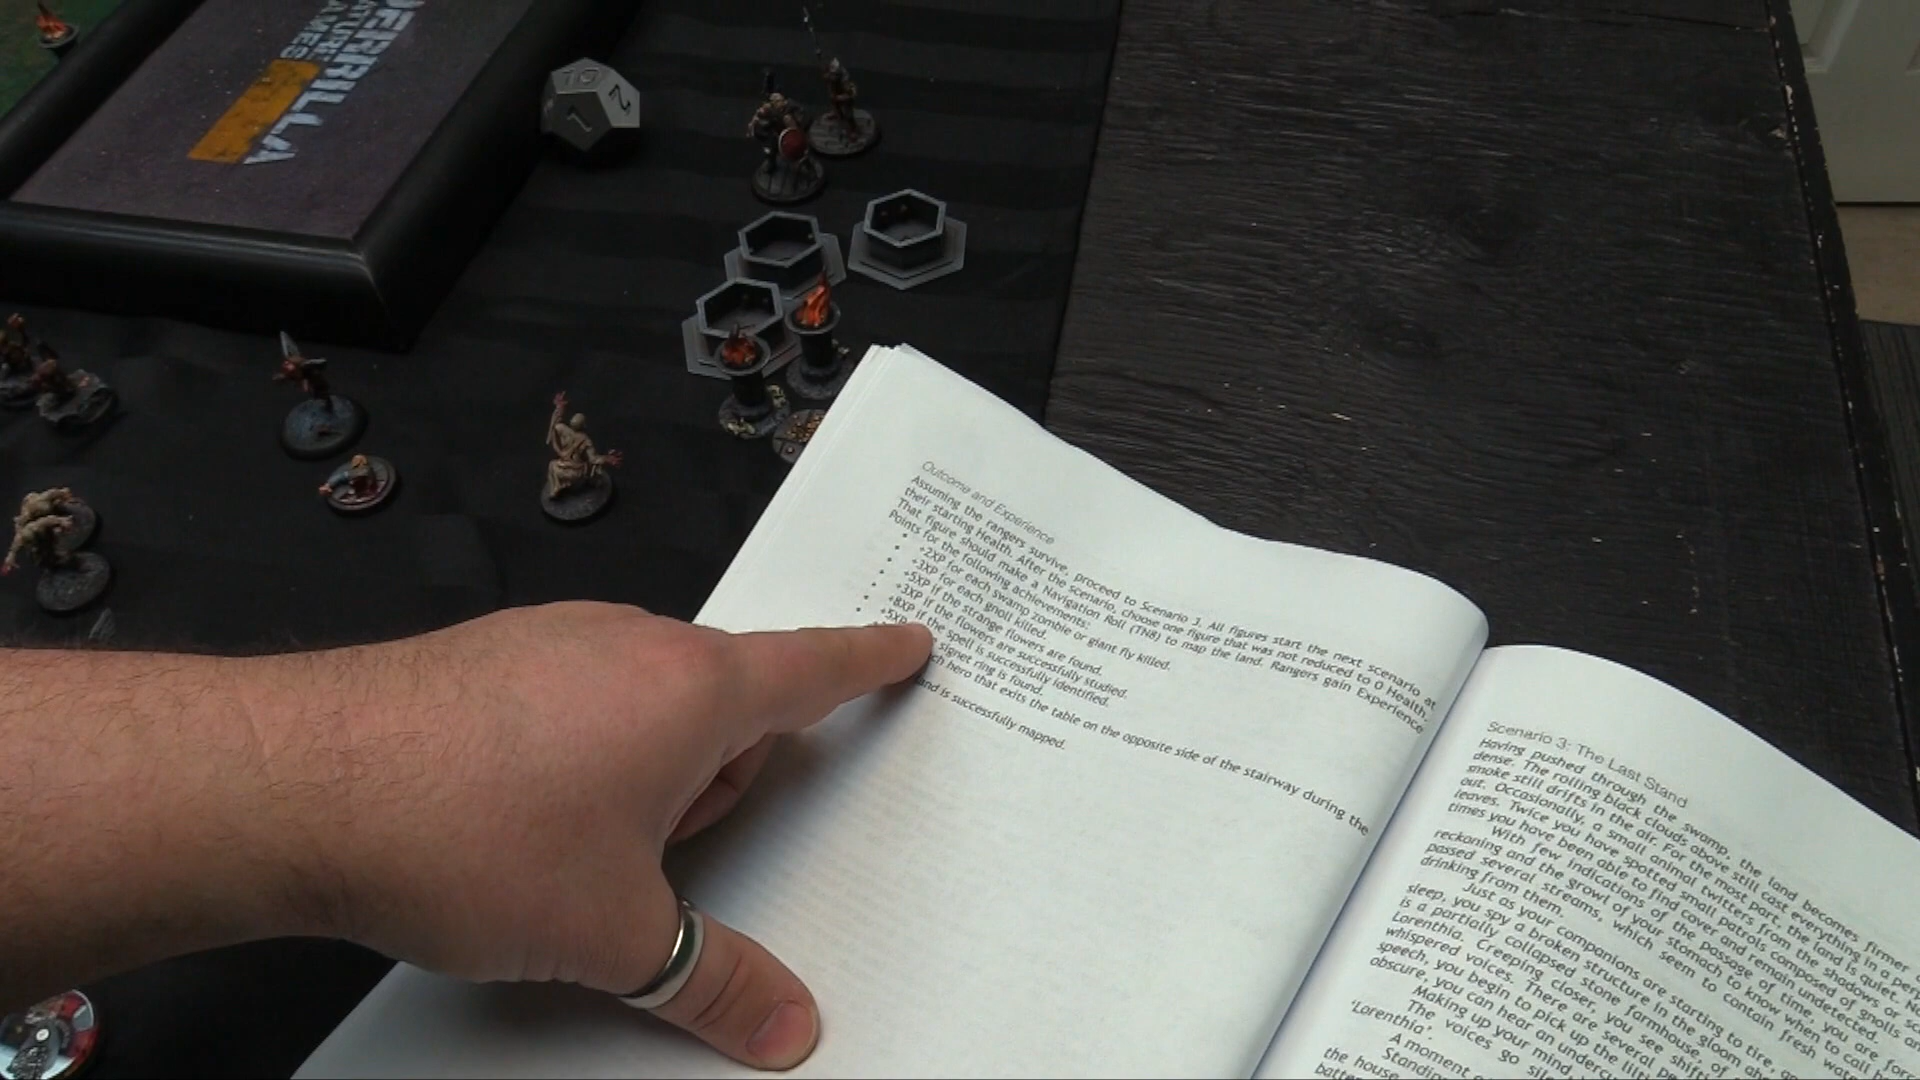 GUERRILLA
MINIATURE
GAMES
10
1
2
Outcome and Experience
Assuming the rangers survive, proceed to Scenario 3. All figures start the next scenario at
their starting Health. After the scenario, choose one figure that was not reduced to 0 Health.
That figure should make a Navigation Roll (TN8) to map the land. Rangers gain Experience
Points for the following achievements:
• +2XP for each swamp zombie or giant fly killed.
• +3XP for each gnoll killed.
• +5XP if the strange flowers are found.
• +3XP if the flowers are successfully studied.
• +8XP if the spell is successfully identified.
• +5XP signet ring is found.
each hero that exits the table on the opposite side of the stairway during the
land is successfully mapped.
Scenario 3: The Last Stand
Having pushed through the swamp, the land becomes firmer
dense. The rolling black clouds above still cast everything in a
smoke still drifts in the air. For the most part, the land is quiet.
out. Occasionally, a small animal twitters from the shadows or
leaves. Twice you have spotted small patrols composed of gnolls
times you have been able to find cover and remain undetected.
With few indications of the passage of time, you are
reckoning and the growl of your stomach to know when to call
passed several streams, which seem to contain fresh
drinking from them.
Just as your companions are starting to tire,
sleep, you spy a broken structure in the gloom
is a partially collapsed stone farmhouse,
Lorenthia. Creeping closer, you see
whispered voices. There are several
speech, you begin to pick up the
obscure, you can hear an
Making up your mind
The voices go
'Lorenthia'.
A moment
Standing
the house